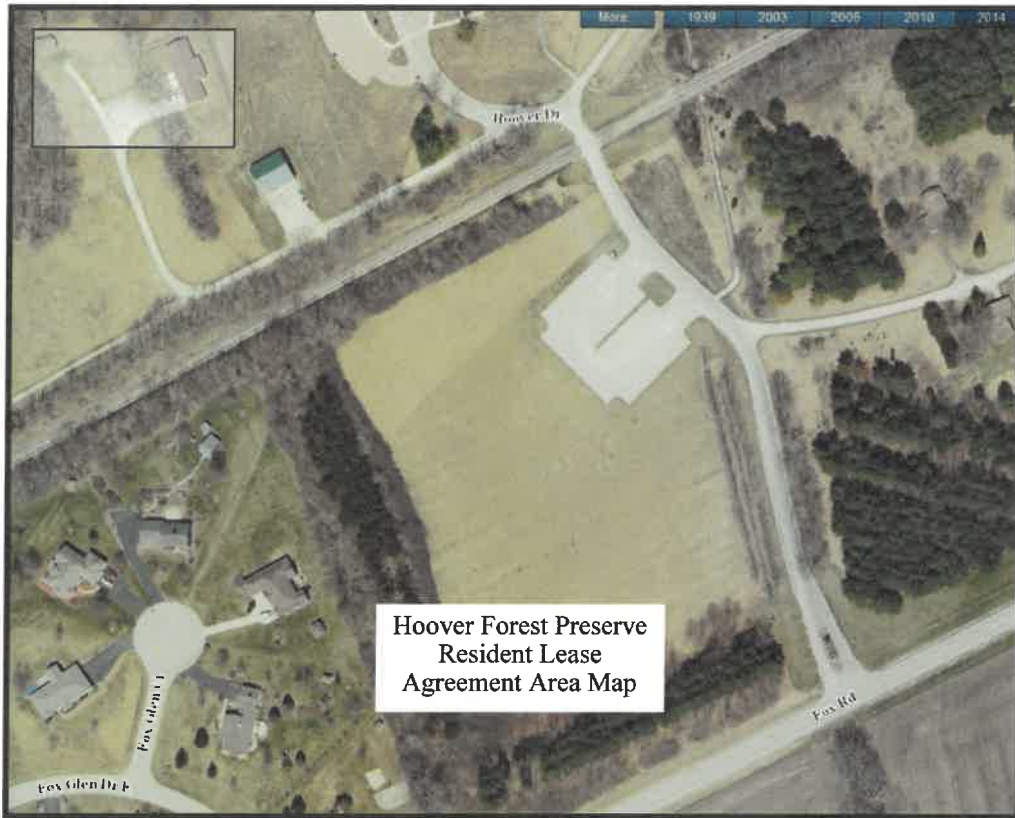 More 1939 2003 2005 2010 2014
Hoover Dr
Hoover Forest Preserve
Resident Lease
Agreement Area Map
Fox Rd
Fox Glen Ct
Fox Glen Dr E